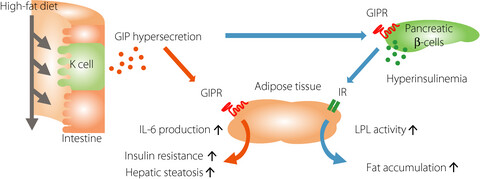 High-fat diet
GIP hypersecretion
K cell
Intestine
GIPR
Pancreatic
β-cells
Hyperinsulinemia
Adipose tissue
GIPR
IR
IL-6 production ↑
LPL activity ↑
Insulin resistance ↑
Hepatic steatosis ↑
Fat accumulation ↑